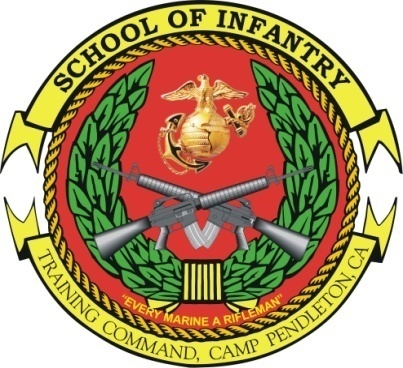 SCHOOL OF INFANTRY
"EVERY MARINE A RIFLEMAN"
TRAINING COMMAND, CAMP PENDLETON, CA